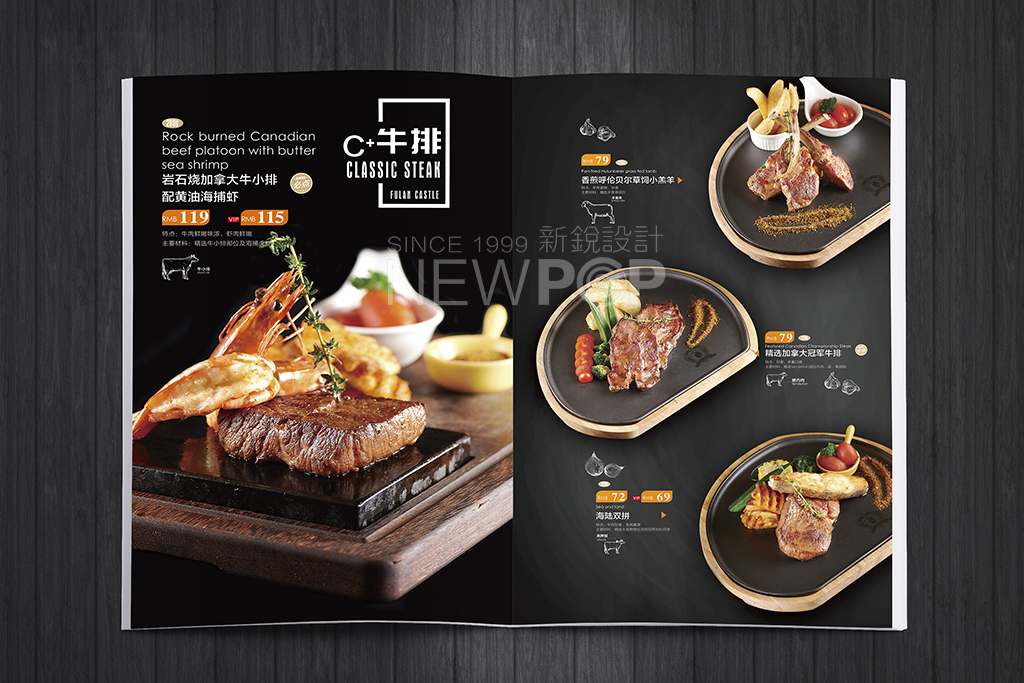 Rock burned Canadian
beef platoon with butter
sea shrimp
岩石烧加拿大牛小排
配黄油海捕虾
必点
RMB 119 VIP RMB 115
特点：牛肉鲜嫩味浓、虾肉鲜嫩
主要材料：精选牛小排部位及海捕
牛小排
C+牛排
CLASSIC STEAK
FULAN CASTLE
SINCE 1999 新銳設計
NEWPOP
RMB 79
Pan-fried Hulunbeier grass fed lamb
香煎呼伦贝尔草饲小羔羊
RMB 79
Featured Canadian Championship Steak
精选加拿大冠军牛排
RMB 72 VIP RMB 69
Sea and land
海陆双拼